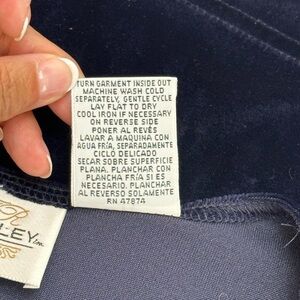 TURN GARMENT INSIDE OUT
MACHINE WASH COLD
SEPARATELY, GENTLE CYCLE
LAY FLAT TO DRY
COOL IRON IF NECESSARY
ON REVERSE SIDE
PONER AL REVÉS
LAVAR A MAQUINA CON
AGUA FRÍA, SEPARADAMENTE
CICLO DELICADO
SECAR SOBRE SUPERFICIE
PLANA. PLANCHAR CON
PLANCHA FRÍA SI ES
NECESARIO. PLANCHAR
AL REVERSO SOLAMENTE
RN 47874
LEY